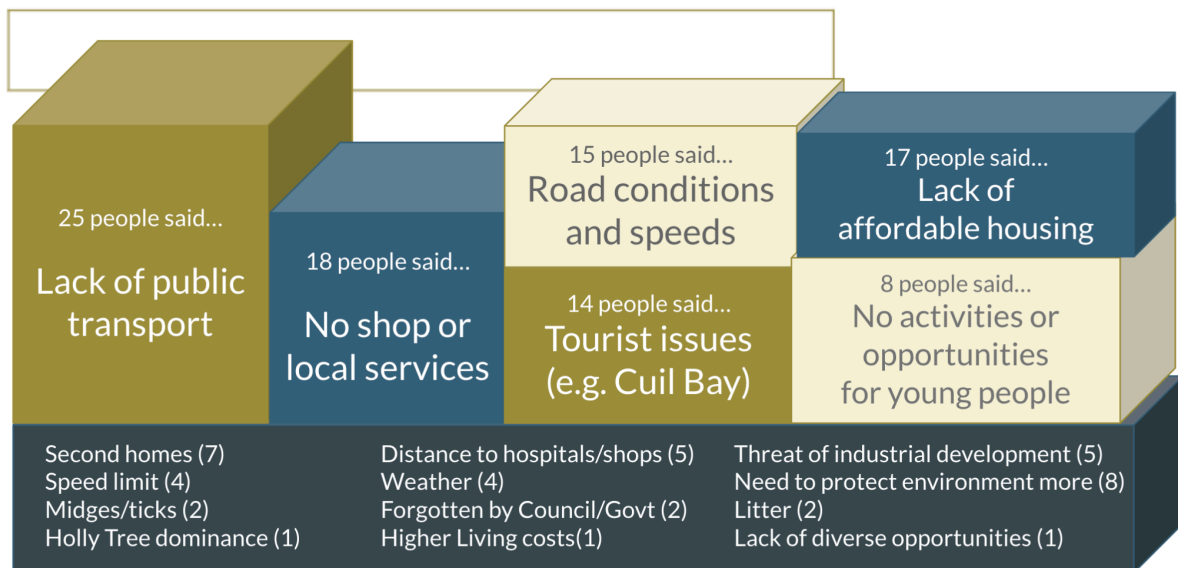 25 people said...
Lack of public
transport
18 people said...
No shop or
local services
15 people said...
Road conditions
and speeds
14 people said...
Tourist issues
(e.g. Cuil Bay)
17 people said...
Lack of
affordable housing
8 people said...
No activities or
opportunities
for young people
Second homes (7)
Speed limit (4)
Midges/ticks (2)
Holly Tree dominance (1)
Distance to hospitals/shops (5)
Weather (4)
Forgotten by Council/Govt (2)
Higher Living costs(1)
Threat of industrial development (5)
Need to protect environment more (8)
Litter (2)
Lack of diverse opportunities (1)